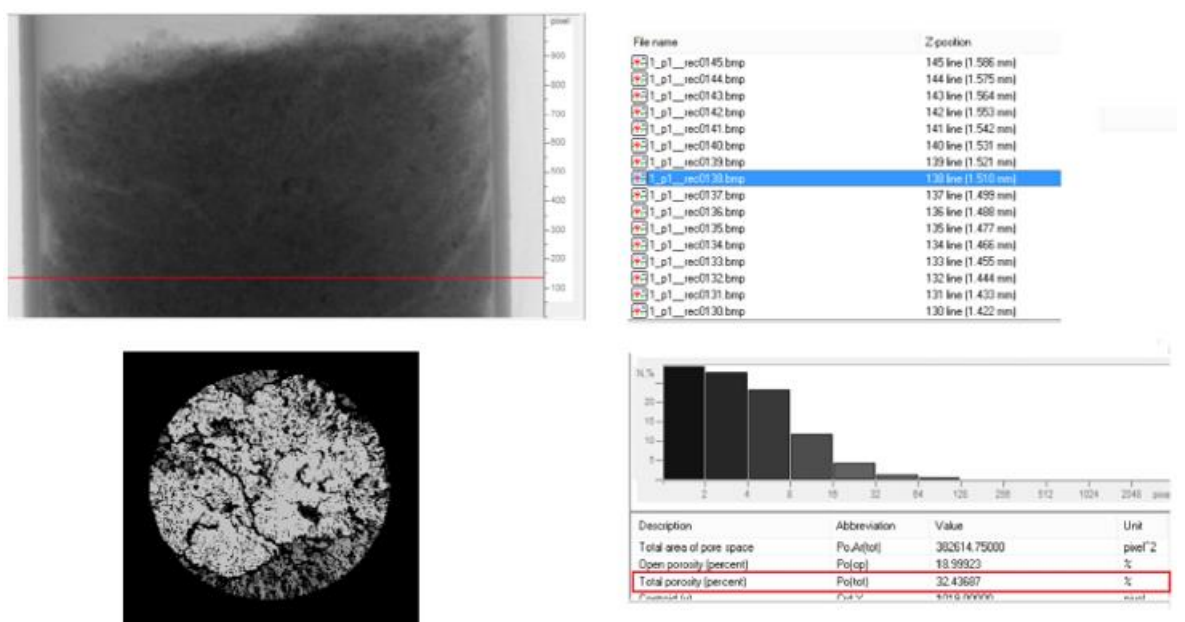 pixel
900
800
700
600
500
400
300
200
100
File name Z-position
1_p1__rec0145.bmp 145 line (1.586 mm)
1_p1__rec0144.bmp 144 line (1.575 mm)
1_p1__rec0143.bmp 143 line (1.564 mm)
1_p1__rec0142.bmp 142 line (1.553 mm)
1_p1__rec0141.bmp 141 line (1.542 mm)
1_p1__rec0140.bmp 140 line (1.531 mm)
1_p1__rec0139.bmp 139 line (1.521 mm)
1_p1__rec0138.bmp 138 line (1.510 mm)
1_p1__rec0137.bmp 137 line (1.499 mm)
1_p1__rec0136.bmp 136 line (1.488 mm)
1_p1__rec0135.bmp 135 line (1.477 mm)
1_p1__rec0134.bmp 134 line (1.466 mm)
1_p1__rec0133.bmp 133 line (1.455 mm)
1_p1__rec0132.bmp 132 line (1.444 mm)
1_p1__rec0131.bmp 131 line (1.433 mm)
1_p1__rec0130.bmp 130 line (1.422 mm)
20
15
10
5
2 4 8 16 32 64 128 256 512 1024 2048
Description Abbreviation Value Unit
Total area of pore space Po.Ar(tot) 382614.75000 pixel^2
Open porosity (percent) Po(op) 18.99923 %
Total porosity (percent) Po(tot) 32.43687 %